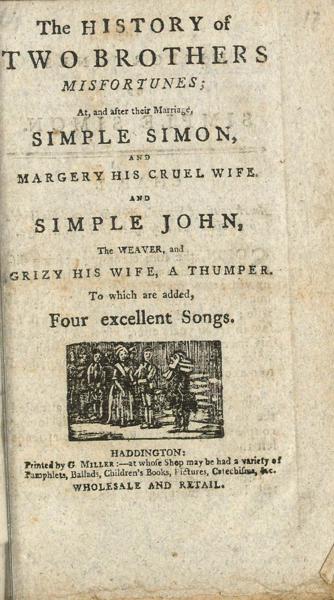 17
The HISTORY of
TWO BROTHERS
MISFORTUNES;
At, and after their Marriage,
SIMPLE SIMON,
AND
MARGERY HIS CRUEL WIFE.
AND
SIMPLE JOHN,
The WEAVER, and
GRIZY HIS WIFE, A THUMPER.
To which are added,
Four excellent Songs.
HADDINGTON:
Printed by G. MILLER:—at whose Shop may be had a variety of
Pamphlets, Ballads, Children's Books, Pictures, Catechisms, &c.
WHOLESALE AND RETAIL.